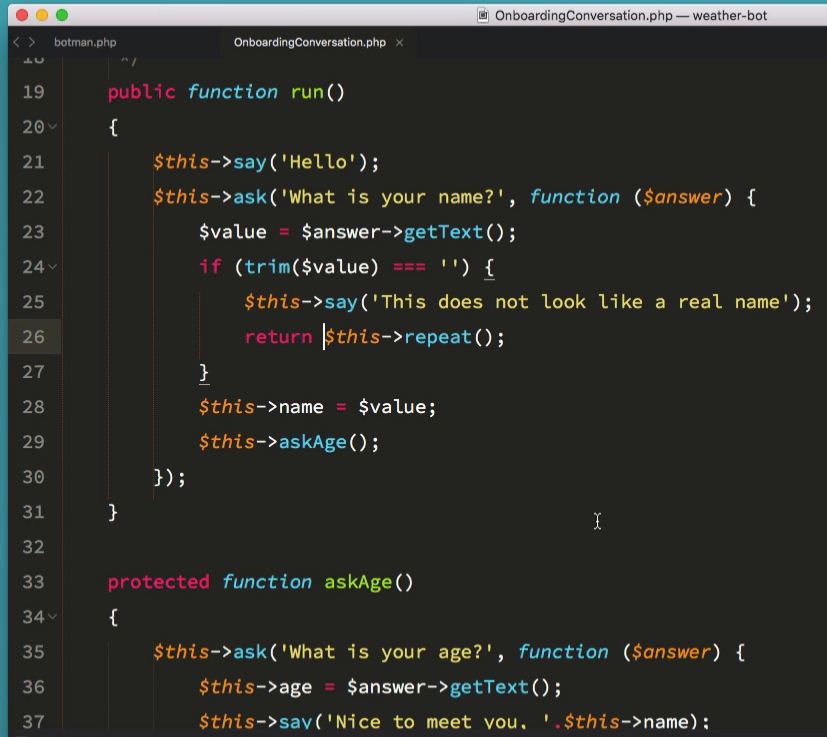 OnboardingConversation.php — weather-bot
botman.php OnboardingConversation.php ×
18 */
19 public function run()
20 {
21 $this->say('Hello');
22 $this->ask('What is your name?', function ($answer) {
23 $value = $answer->getText();
24 if (trim($value) === '') {
25 $this->say('This does not look like a real name');
26 return $this->repeat();
27 }
28 $this->name = $value;
29 $this->askAge();
30 });
31 }
32
33 protected function askAge()
34 {
35 $this->ask('What is your age?', function ($answer) {
36 $this->age = $answer->getText();
37 $this->say('Nice to meet you, '.$this->name);